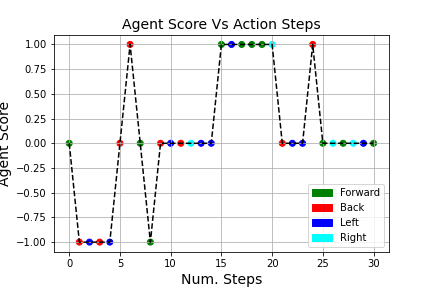 Agent Score Vs Action Steps
Agent Score
1.00
0.75
0.50
0.25
0.00
−0.25
−0.50
−0.75
−1.00
0 5 10 15 20 25 30
Num. Steps
Forward
Back
Left
Right